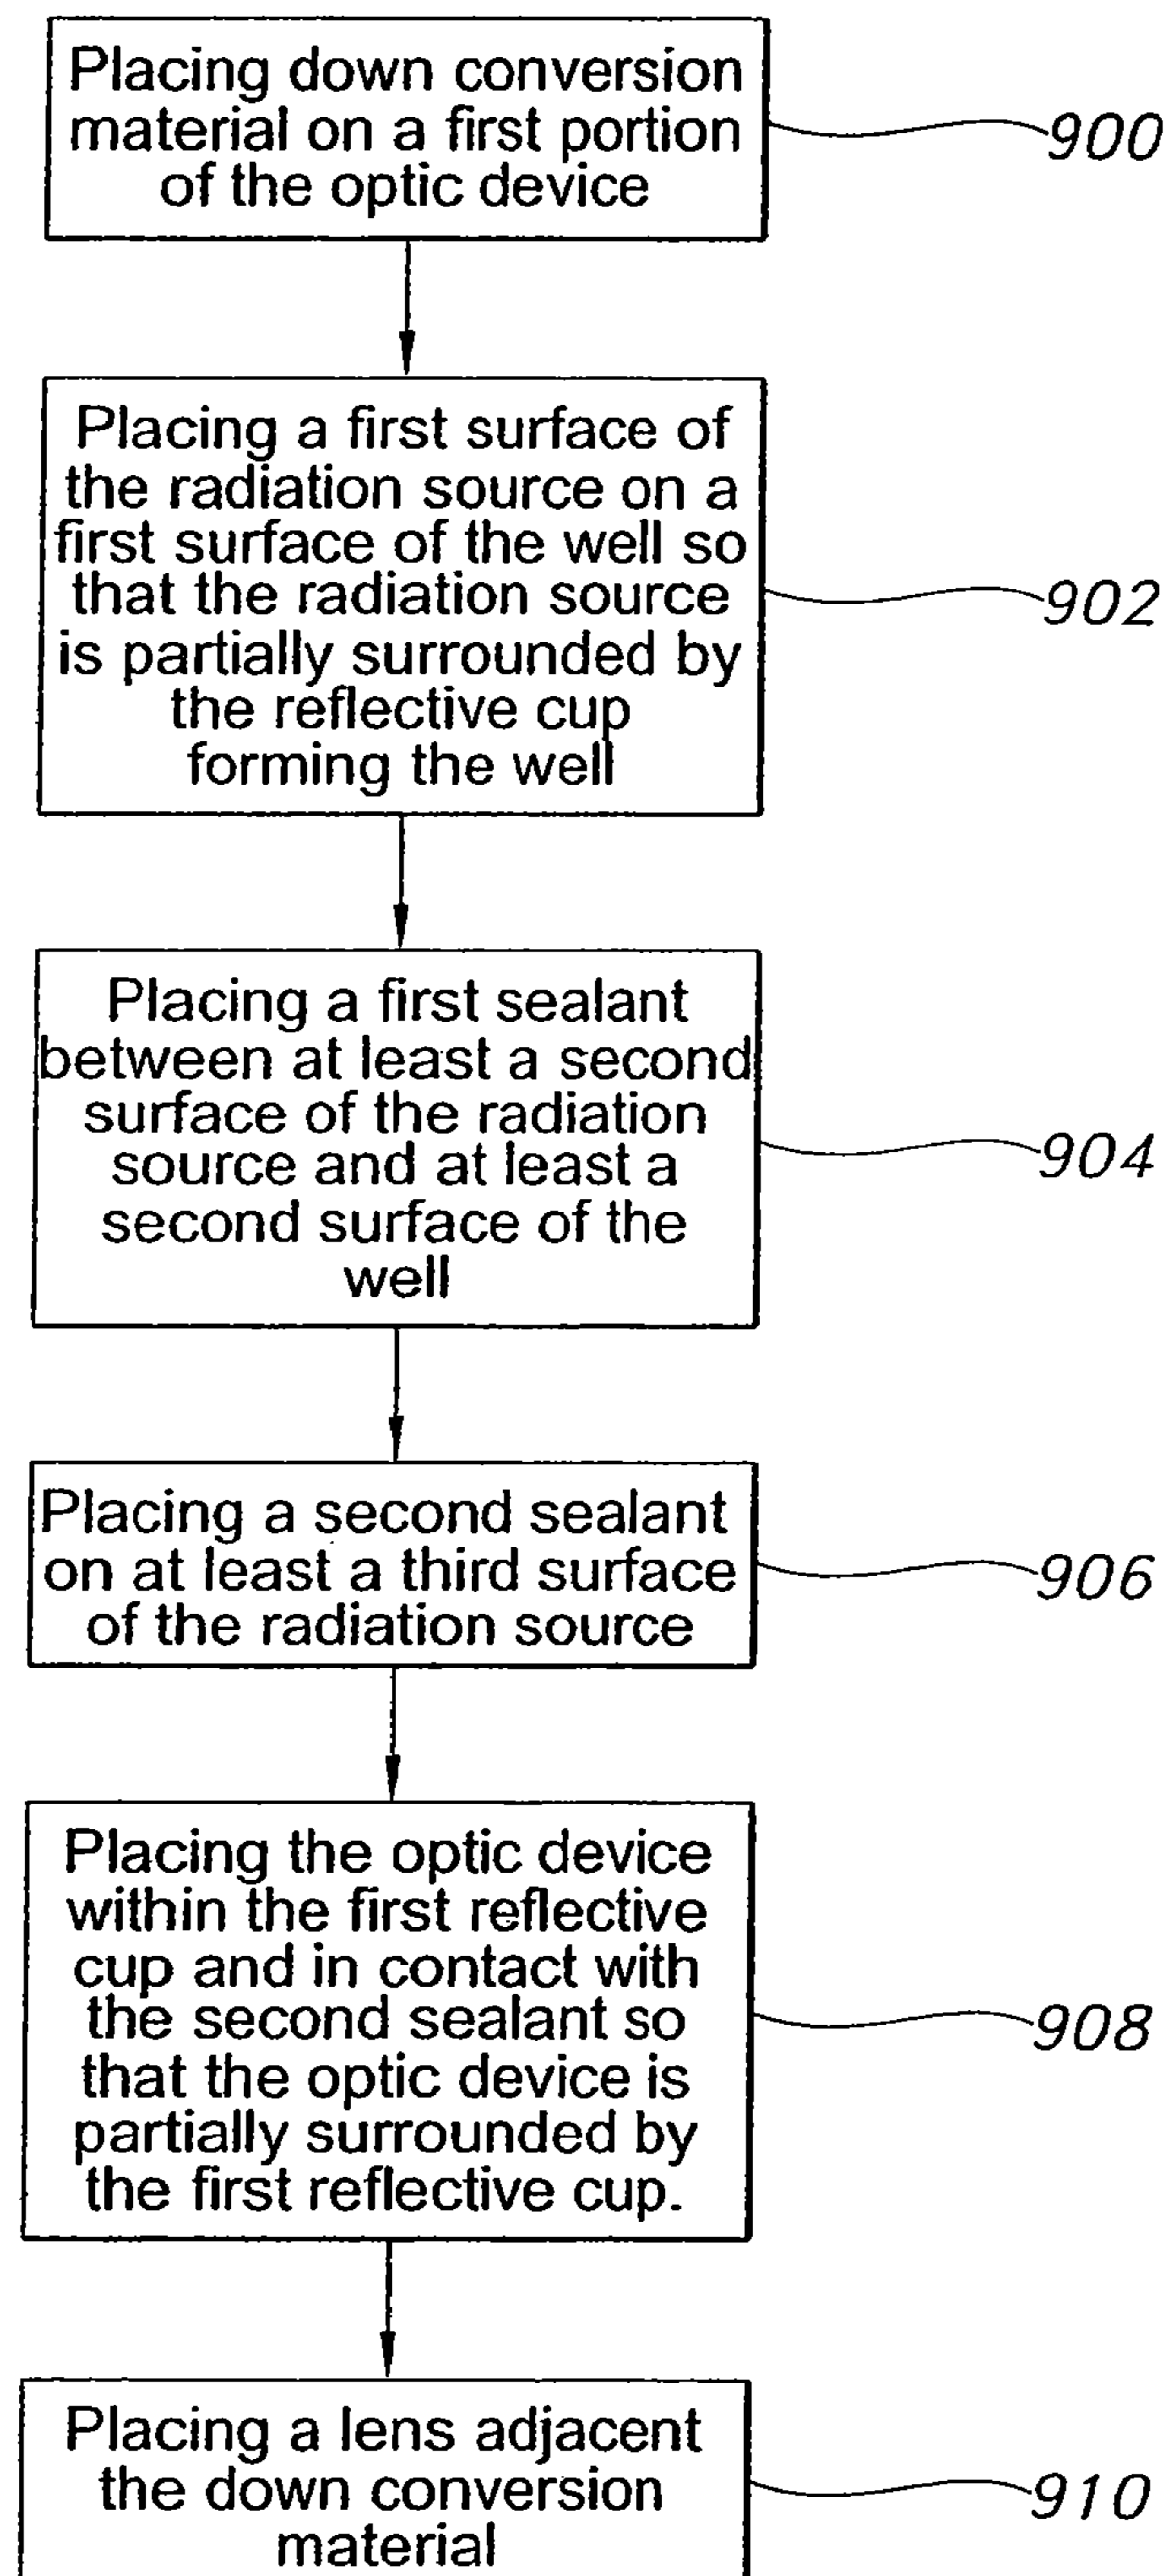 Placing down conversion
material on a first portion
of the optic device
900
Placing a first surface of
the radiation source on a
first surface of the well so
that the radiation source
is partially surrounded by
the reflective cup
forming the well
902
Placing a first sealant
between at least a second
surface of the radiation
source and at least a
second surface of the
well
904
Placing a second sealant
on at least a third surface
of the radiation source
906
Placing the optic device
within the first reflective
cup and in contact with
the second sealant so
that the optic device is
partially surrounded by
the first reflective cup.
908
Placing a lens adjacent
the down conversion
material
910